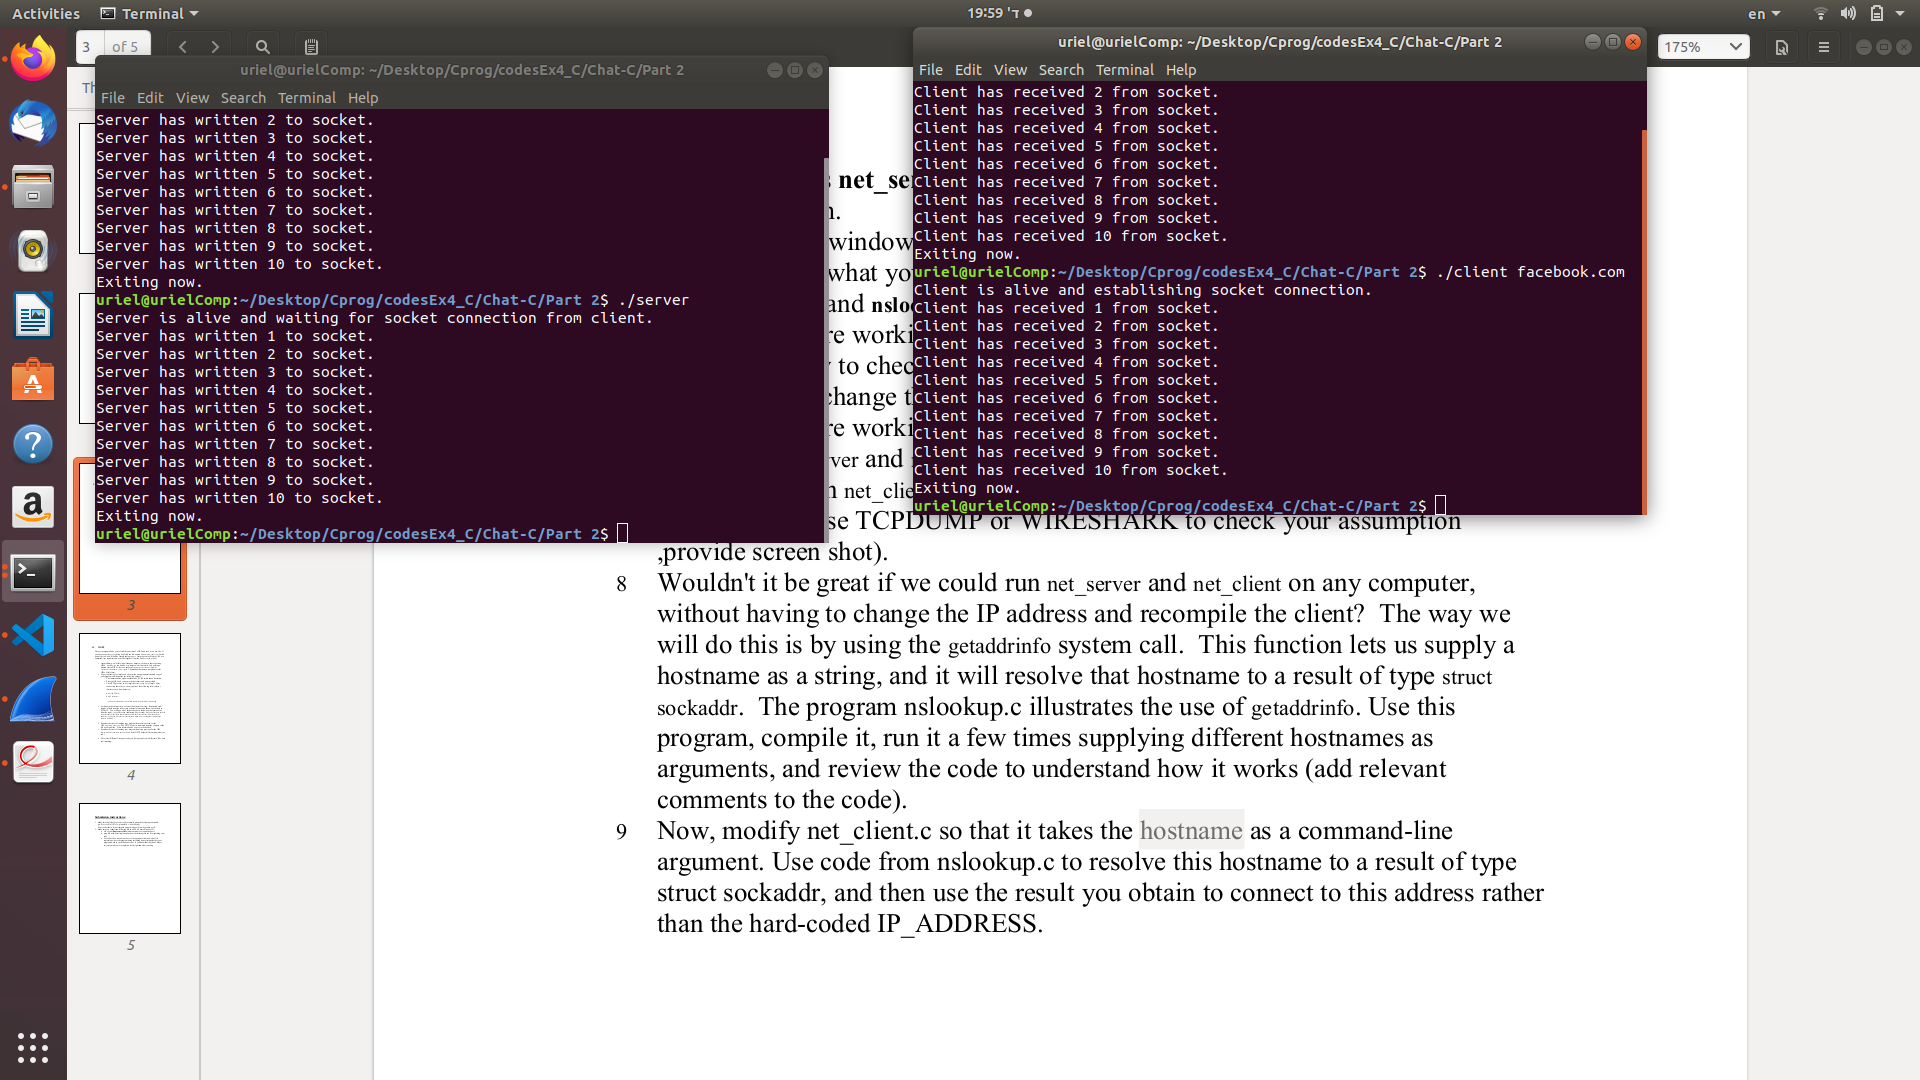 Activities
Terminal
19:59 ד'
en
3
of 5
175%
uriel@urielComp: ~/Desktop/Cprog/codesEx4_C/Chat-C/Part 2
File Edit View Search Terminal Help
Server has written 2 to socket.
Server has written 3 to socket.
Server has written 4 to socket.
Server has written 5 to socket.
Server has written 6 to socket.
Server has written 7 to socket.
Server has written 8 to socket.
Server has written 9 to socket.
Server has written 10 to socket.
Exiting now.
uriel@urielComp:~/Desktop/Cprog/codesEx4_C/Chat-C/Part 2$ ./server
Server is alive and waiting for socket connection from client.
Server has written 1 to socket.
Server has written 2 to socket.
Server has written 3 to socket.
Server has written 4 to socket.
Server has written 5 to socket.
Server has written 6 to socket.
Server has written 7 to socket.
Server has written 8 to socket.
Server has written 9 to socket.
Server has written 10 to socket.
Exiting now.
uriel@urielComp:~/Desktop/Cprog/codesEx4_C/Chat-C/Part 2$
uriel@urielComp: ~/Desktop/Cprog/codesEx4_C/Chat-C/Part 2
File Edit View Search Terminal Help
Client has received 2 from socket.
Client has received 3 from socket.
Client has received 4 from socket.
Client has received 5 from socket.
Client has received 6 from socket.
Client has received 7 from socket.
Client has received 8 from socket.
Client has received 9 from socket.
Client has received 10 from socket.
Exiting now.
uriel@urielComp:~/Desktop/Cprog/codesEx4_C/Chat-C/Part 2$ ./client facebook.com
Client is alive and establishing socket connection.
Client has received 1 from socket.
Client has received 2 from socket.
Client has received 3 from socket.
Client has received 4 from socket.
Client has received 5 from socket.
Client has received 6 from socket.
Client has received 7 from socket.
Client has received 8 from socket.
Client has received 9 from socket.
Client has received 10 from socket.
Exiting now.
uriel@urielComp:~/Desktop/Cprog/codesEx4_C/Chat-C/Part 2$
window
what
and
to
and
TCPDUMP or WIRESHARK to check your assumption
,provide screen shot).
8 Wouldn't it be great if we could run net_server and net_client on any computer,
without having to change the IP address and recompile the client? The way we
will do this is by using the getaddrinfo system call. This function lets us supply a
hostname as a string, and it will resolve that hostname to a result of type struct
sockaddr. The program nslookup.c illustrates the use of getaddrinfo. Use this
program, compile it, run it a few times supplying different hostnames as
arguments, and review the code to understand how it works (add relevant
comments to the code).
9 Now, modify net_client.c so that it takes the hostname as a command-line
argument. Use code from nslookup.c to resolve this hostname to a result of type
struct sockaddr, and then use the result you obtain to connect to this address rather
than the hard-coded IP_ADDRESS.
3
4
5